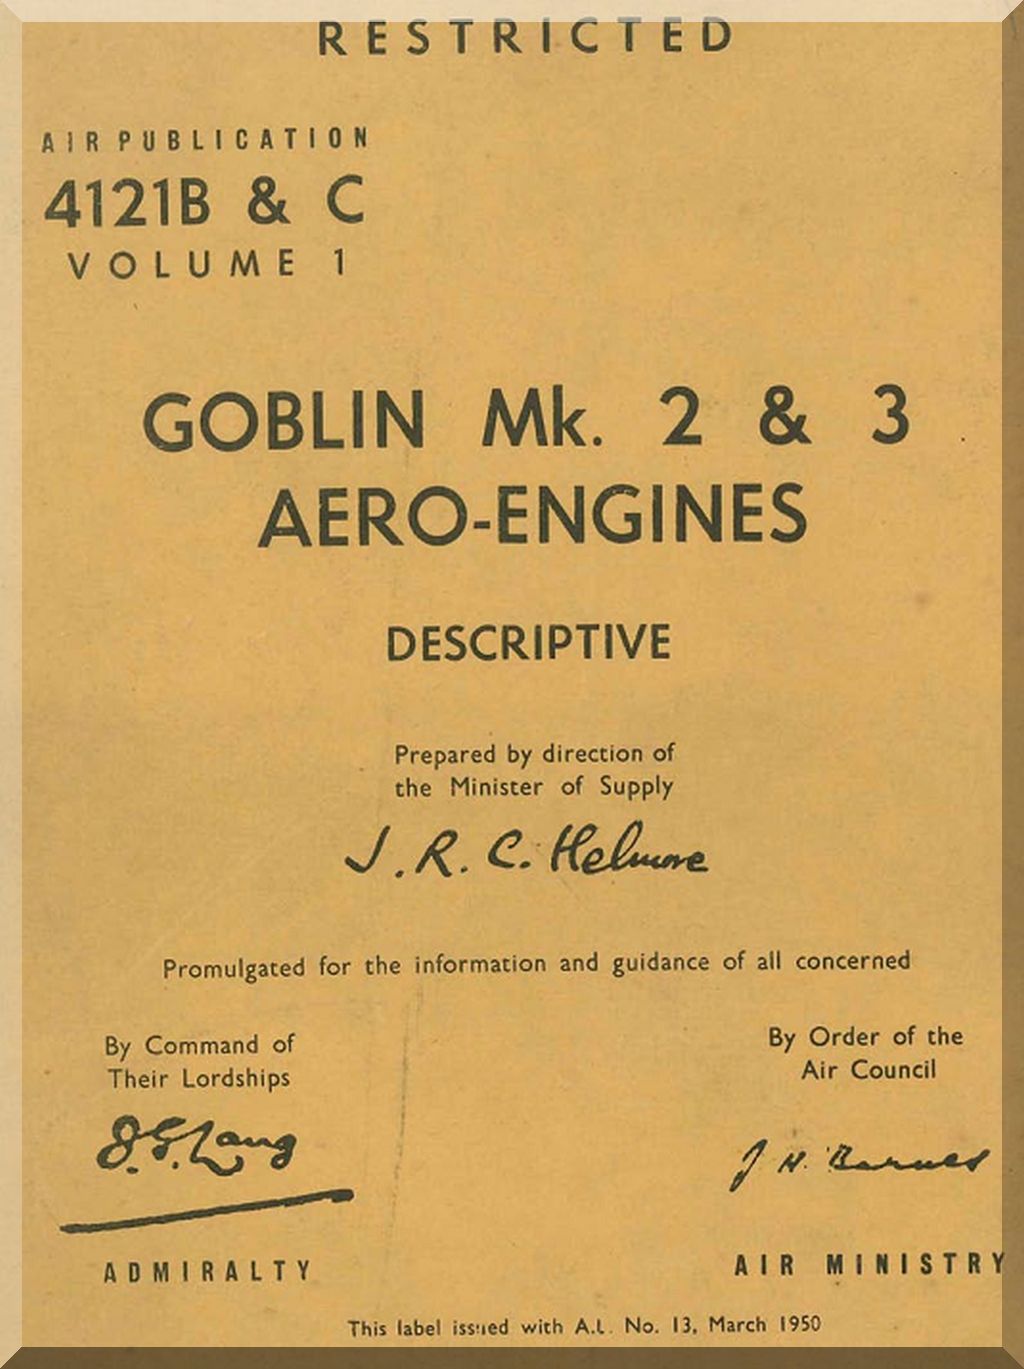 RESTRICTED
AIR PUBLICATION
4121B & C
VOLUME 1
GOBLIN Mk. 2 & 3
AERO-ENGINES
DESCRIPTIVE
Prepared by direction of
the Minister of Supply
J. R. C. Helmore
Promulgated for the information and guidance of all concerned
By Command of
Their Lordships
J. G. Lang
ADMIRALTY
By Order of the
Air Council
J H Barnes
AIR MINISTRY
This label issued with A.L. No. 13, March 1950